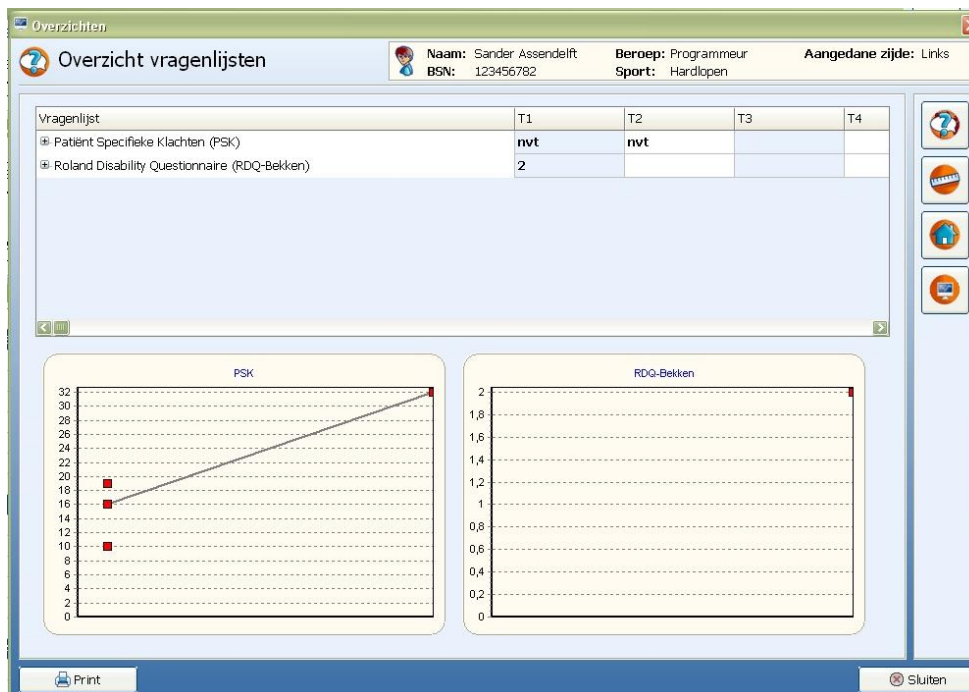 Overzichten
Overzicht vragenlijsten
Naam: Sander Assendelft Beroep: Programmeur Aangedane zijde: Links
BSN: 123456782 Sport: Hardlopen
Vragenlijst T1 T2 T3 T4
Patiënt Specifieke Klachten (PSK) nvt nvt
Roland Disability Questionnaire (RDQ-Bekken) 2
PSK
32
30
28
26
24
22
20
18
16
14
12
10
8
6
4
2
0
RDQ-Bekken
2
1,8
1,6
1,4
1,2
1
0,8
0,6
0,4
0,2
0
Print
Sluiten